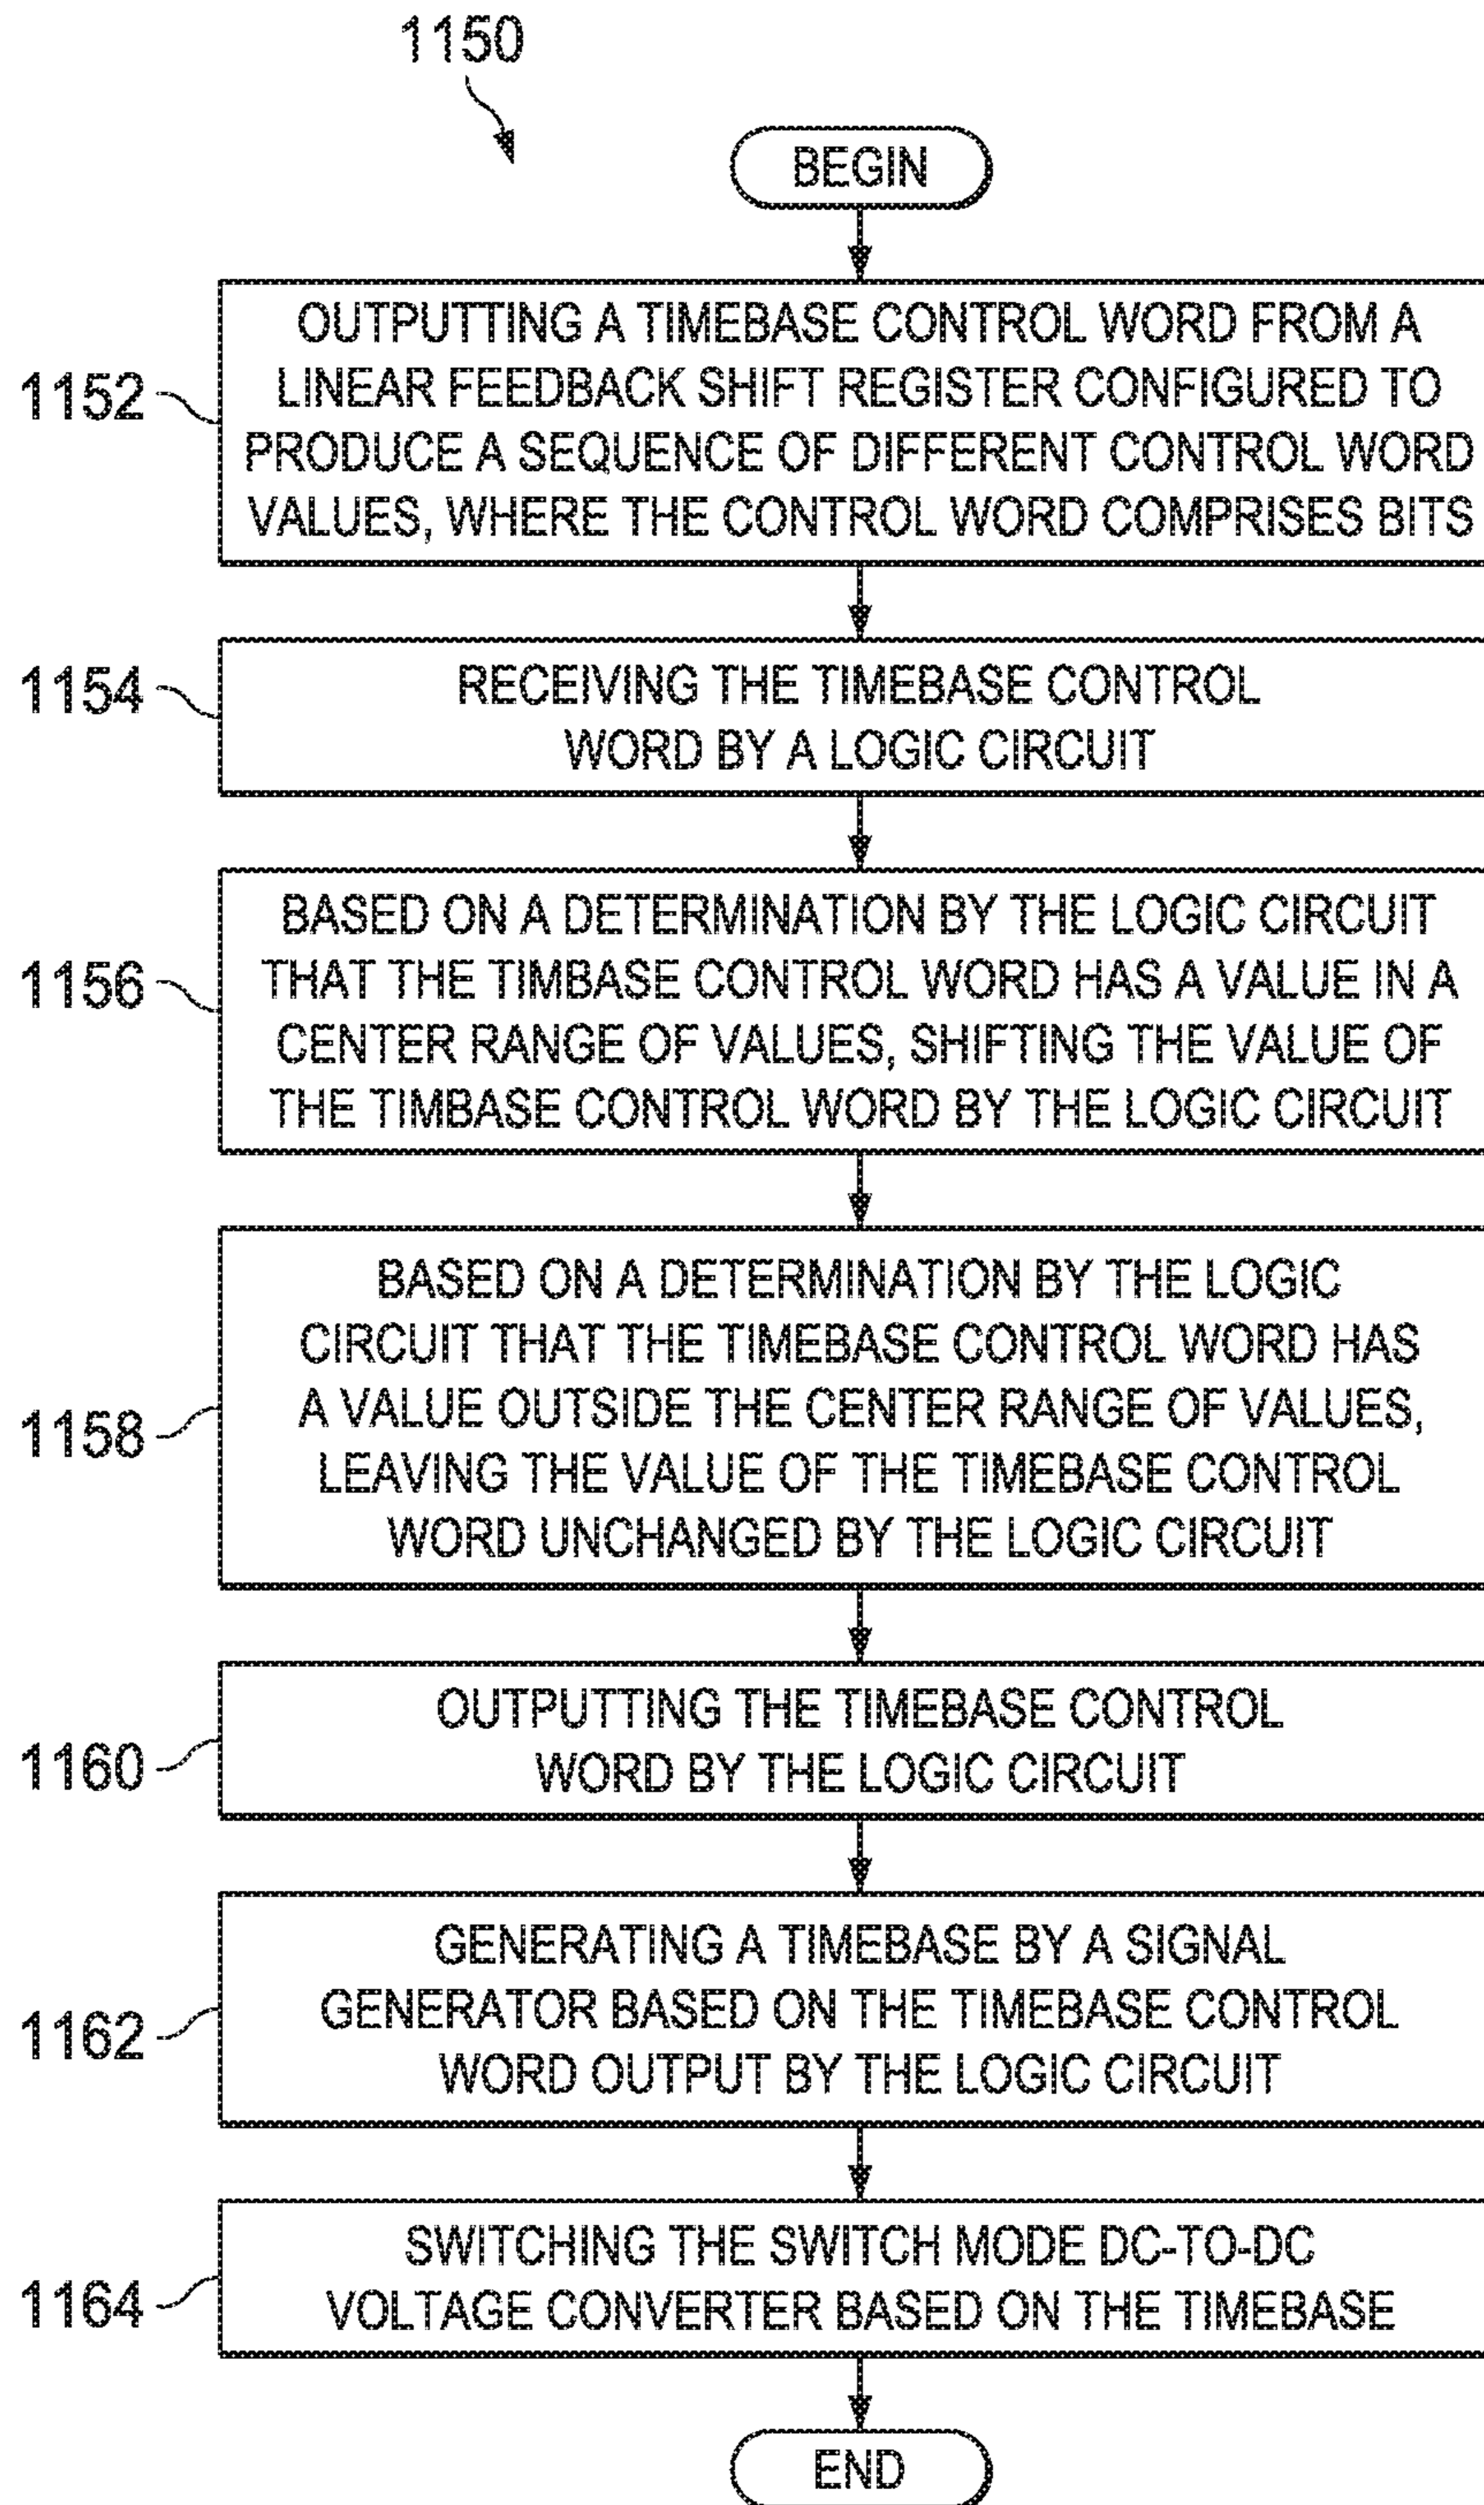 1150
BEGIN
1152
OUTPUTTING A TIMEBASE CONTROL WORD FROM A
LINEAR FEEDBACK SHIFT REGISTER CONFIGURED TO
PRODUCE A SEQUENCE OF DIFFERENT CONTROL WORD
VALUES, WHERE THE CONTROL WORD COMPRISES BITS
1154
RECEIVING THE TIMEBASE CONTROL
WORD BY A LOGIC CIRCUIT
1156
BASED ON A DETERMINATION BY THE LOGIC CIRCUIT
THAT THE TIMBASE CONTROL WORD HAS A VALUE IN A
CENTER RANGE OF VALUES, SHIFTING THE VALUE OF
THE TIMBASE CONTROL WORD BY THE LOGIC CIRCUIT
1158
BASED ON A DETERMINATION BY THE LOGIC
CIRCUIT THAT THE TIMEBASE CONTROL WORD HAS
A VALUE OUTSIDE THE CENTER RANGE OF VALUES,
LEAVING THE VALUE OF THE TIMEBASE CONTROL
WORD UNCHANGED BY THE LOGIC CIRCUIT
1160
OUTPUTTING THE TIMEBASE CONTROL
WORD BY THE LOGIC CIRCUIT
1162
GENERATING A TIMEBASE BY A SIGNAL
GENERATOR BASED ON THE TIMEBASE CONTROL
WORD OUTPUT BY THE LOGIC CIRCUIT
1164
SWITCHING THE SWITCH MODE DC-TO-DC
VOLTAGE CONVERTER BASED ON THE TIMEBASE
END